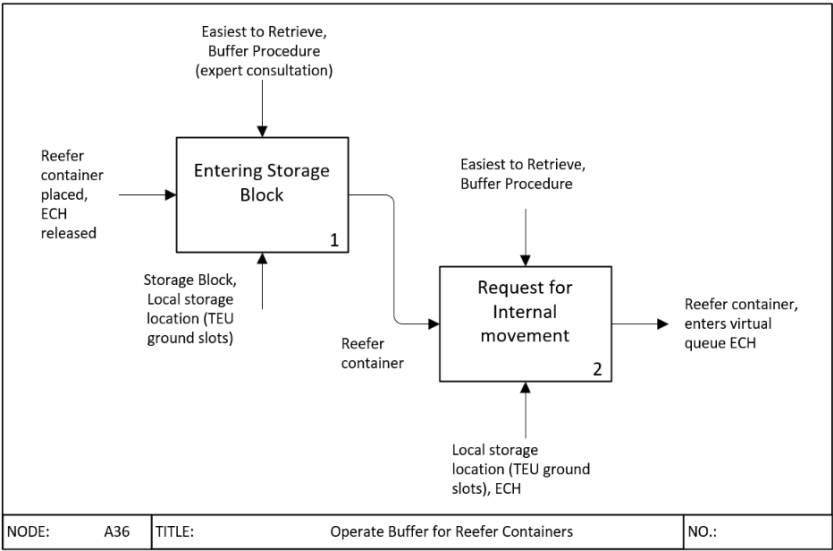 Easiest to Retrieve,
Buffer Procedure
(expert consultation)
Reefer
container
placed,
ECH
released
Entering Storage
Block
1
Storage Block,
Local storage
location (TEU
ground slots)
Reefer
container
Easiest to Retrieve,
Buffer Procedure
Request for
Internal
movement
2
Reefer container,
enters virtual
queue ECH
Local storage
location (TEU ground
slots), ECH
NODE: A36 TITLE: Operate Buffer for Reefer Containers NO.: